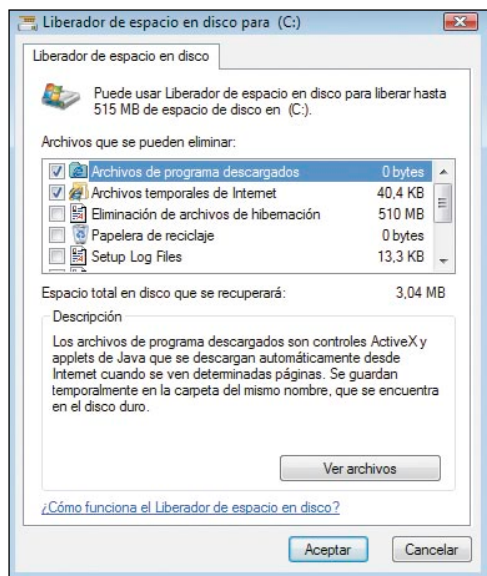 Liberador de espacio en disco para (C:)
Liberador de espacio en disco
Puede usar Liberador de espacio en disco para liberar hasta
515 MB de espacio de disco en (C:).
Archivos que se pueden eliminar:
Archivos de programa descargados 0 bytes
Archivos temporales de Internet 40,4 KB
Eliminación de archivos de hibernación 510 MB
Papelera de reciclaje 0 bytes
Setup Log Files 13,3 KB
Espacio total en disco que se recuperará: 3,04 MB
Descripción
Los archivos de programa descargados son controles ActiveX y
applets de Java que se descargan automáticamente desde
Internet cuando se ven determinadas páginas. Se guardan
temporalmente en la carpeta del mismo nombre, que se encuentra
en el disco duro.
Ver archivos
¿Cómo funciona el Liberador de espacio en disco?
Aceptar Cancelar